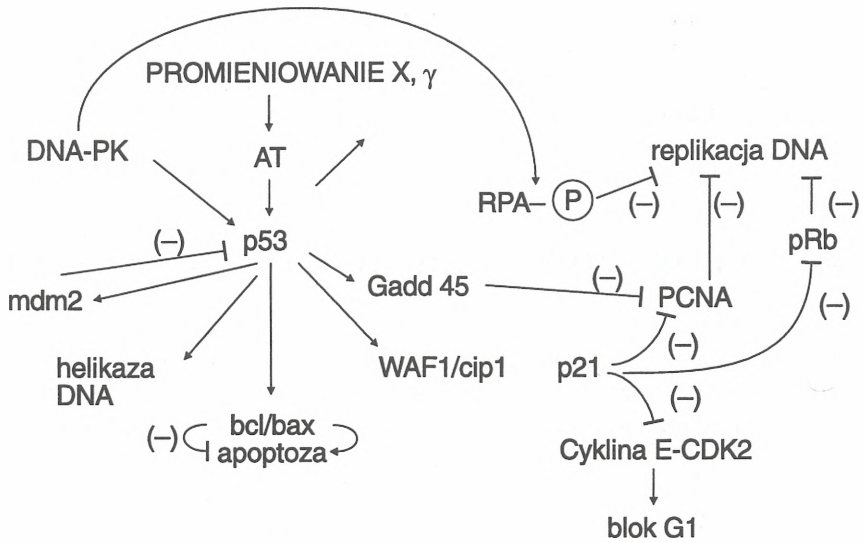 PROMIENIOWANIE X, γ
DNA-PK
AT
replikacja DNA
RPA–
P
(–)
(–)
(–)
(–)
p53
pRb
mdm2
Gadd 45
(–)
PCNA
(–)
helikaza
DNA
WAF1/cip1
p21
(–)
(–)
(–)
bcl/bax
apoptoza
Cyklina E-CDK2
blok G1